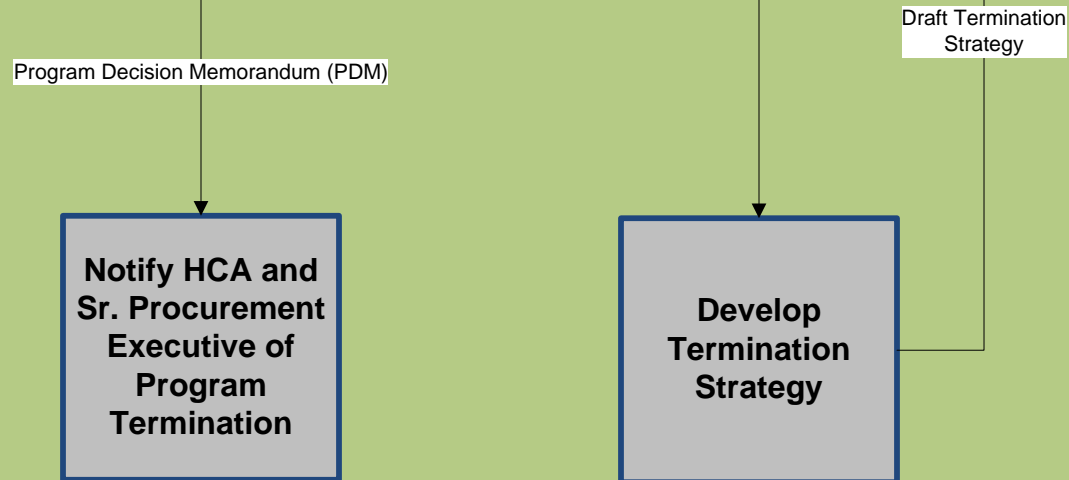 Draft Termination
Strategy
Program Decision Memorandum (PDM)
Notify HCA and
Sr. Procurement
Executive of
Program
Termination
Develop
Termination
Strategy